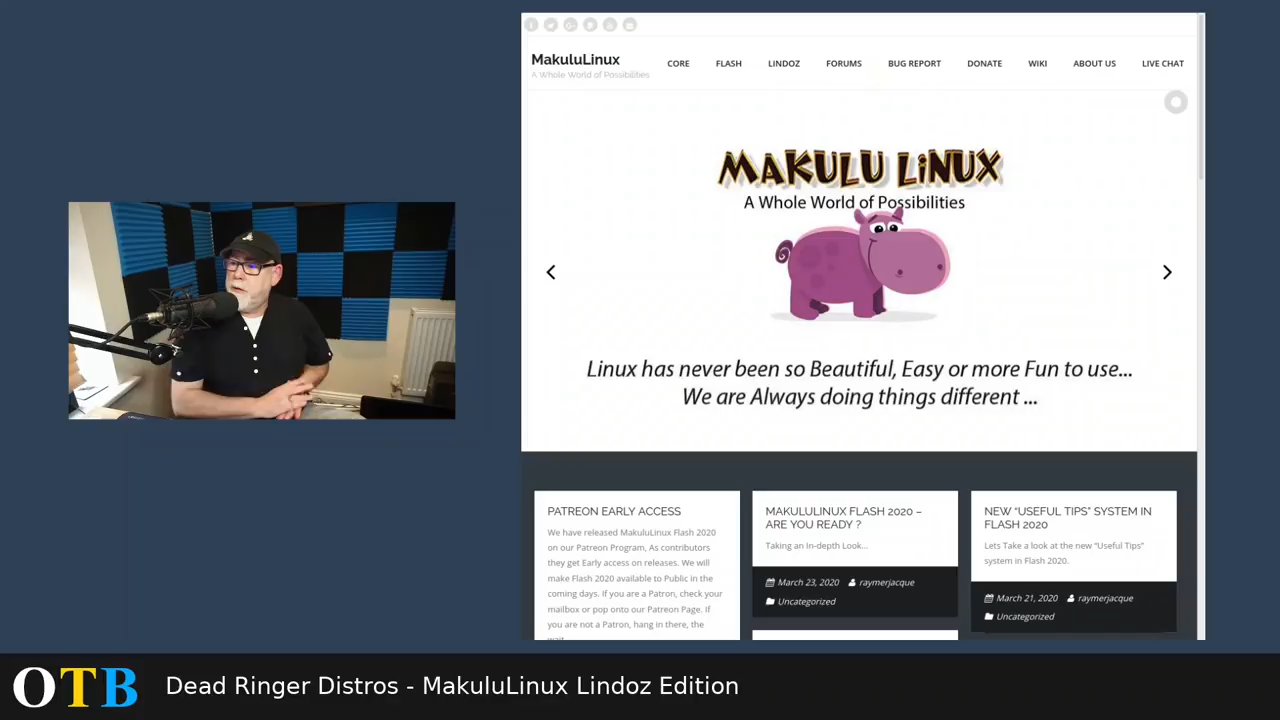 MakuluLinux
A Whole World of Possibilities
CORE
FLASH
LINDOZ
FORUMS
BUG REPORT
DONATE
WIKI
ABOUT US
LIVE CHAT
MAKULU LiNUX
A Whole World of Possibilities
Linux has never been so Beautiful, Easy or more Fun to use...
We are Always doing things different ...
PATREON EARLY ACCESS
We have released MakuluLinux Flash 2020
on our Patreon Program, As contributors
they get Early access on releases. We will
make Flash 2020 available to Public in the
coming days. If you are a Patron, check your
mailbox or pop onto our Patreon Page. If
you are not a Patron, hang in there, the
wait
MAKULULINUX FLASH 2020 –
ARE YOU READY ?
Taking an In-depth Look...
March 23, 2020 raymerjacque
Uncategorized
NEW “USEFUL TIPS” SYSTEM IN
FLASH 2020
Lets Take a look at the new “Useful Tips”
system in Flash 2020.
March 21, 2020 raymerjacque
Uncategorized
OTB
Dead Ringer Distros - MakuluLinux Lindoz Edition